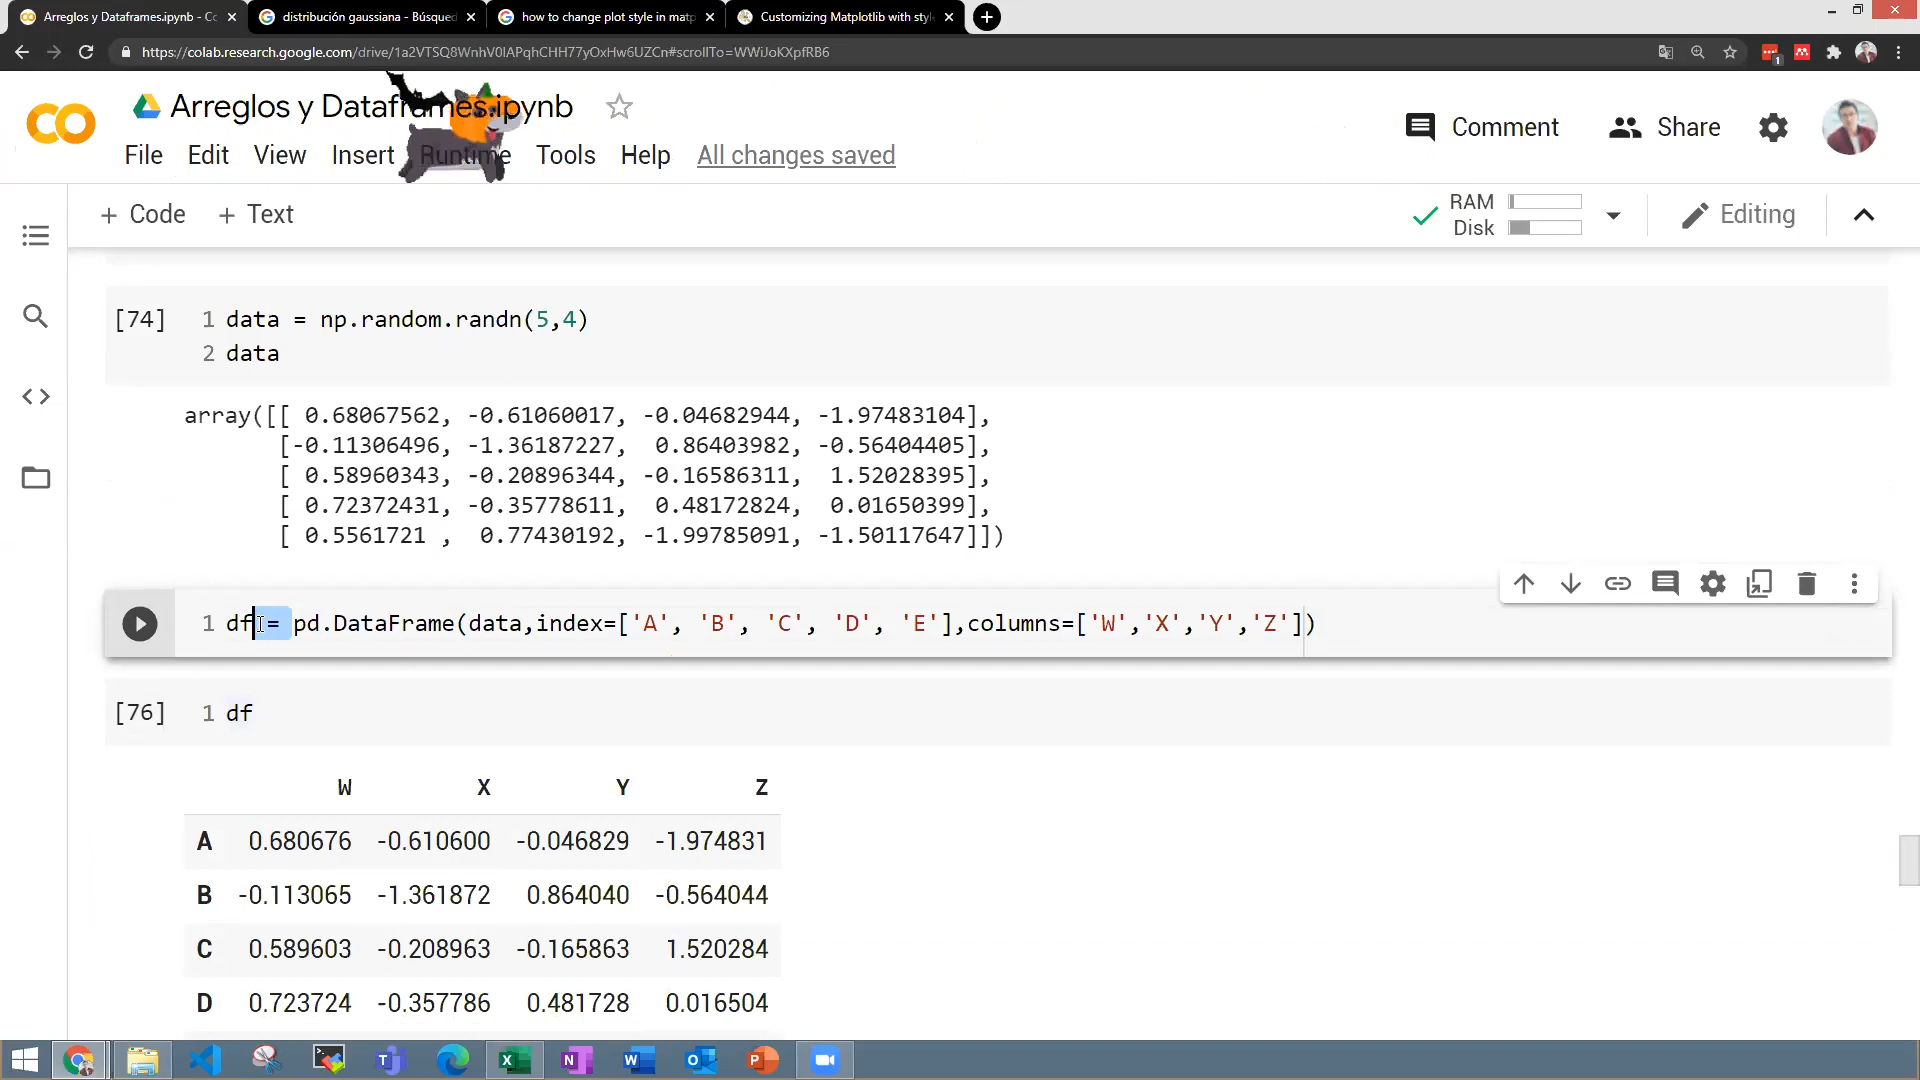 Arreglos y Dataframes.ipynb - Co
distribución gaussiana - Búsqued
how to change plot style in matp
Customizing Matplotlib with style
https://colab.research.google.com/drive/1a2VTSQ8WnhV0lAPqhCHH77yOxHw6UZCn#scrollTo=WWiJoKXpfRB6
Arreglos y Dataframes.ipynb
Comment
Share
File Edit View Insert Runtime Tools Help All changes saved
+ Code + Text
RAM
Disk
Editing
[74] 1 data = np.random.randn(5,4)
2 data
array([[ 0.68067562, -0.61060017, -0.04682944, -1.97483104],
[-0.11306496, -1.36187227, 0.86403982, -0.56404405],
[ 0.58960343, -0.20896344, -0.16586311, 1.52028395],
[ 0.72372431, -0.35778611, 0.48172824, 0.01650399],
[ 0.5561721 , 0.77430192, -1.99785091, -1.50117647]])
1 df = pd.DataFrame(data,index=['A', 'B', 'C', 'D', 'E'],columns=['W','X','Y','Z'])
[76] 1 df
W X Y Z
A 0.680676 -0.610600 -0.046829 -1.974831
B -0.113065 -1.361872 0.864040 -0.564044
C 0.589603 -0.208963 -0.165863 1.520284
D 0.723724 -0.357786 0.481728 0.016504